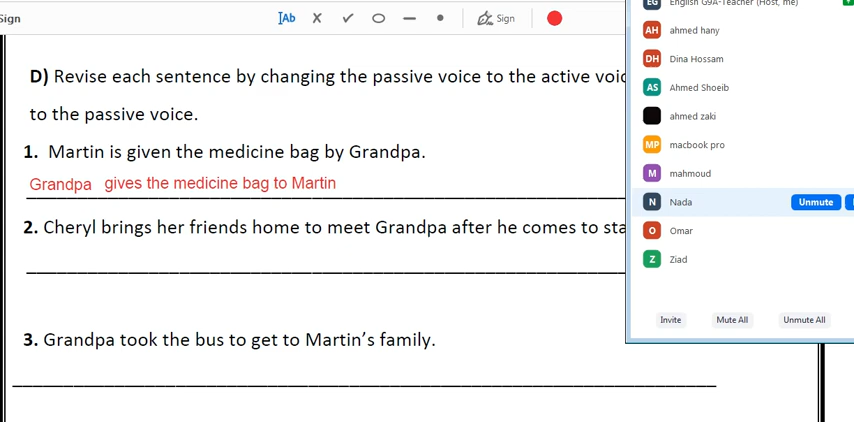 Sign
IAb
Sign
D) Revise each sentence by changing the passive voice to the active voic
to the passive voice.
1. Martin is given the medicine bag by Grandpa.
Grandpa gives the medicine bag to Martin
2. Cheryl brings her friends home to meet Grandpa after he comes to sta
3. Grandpa took the bus to get to Martin's family.
EG English G9A-Teacher (Host, me)
AH ahmed hany
DH Dina Hossam
AS Ahmed Shoeib
ahmed zaki
MP macbook pro
M mahmoud
N Nada Unmute
O Omar
Z Ziad
Invite Mute All Unmute All